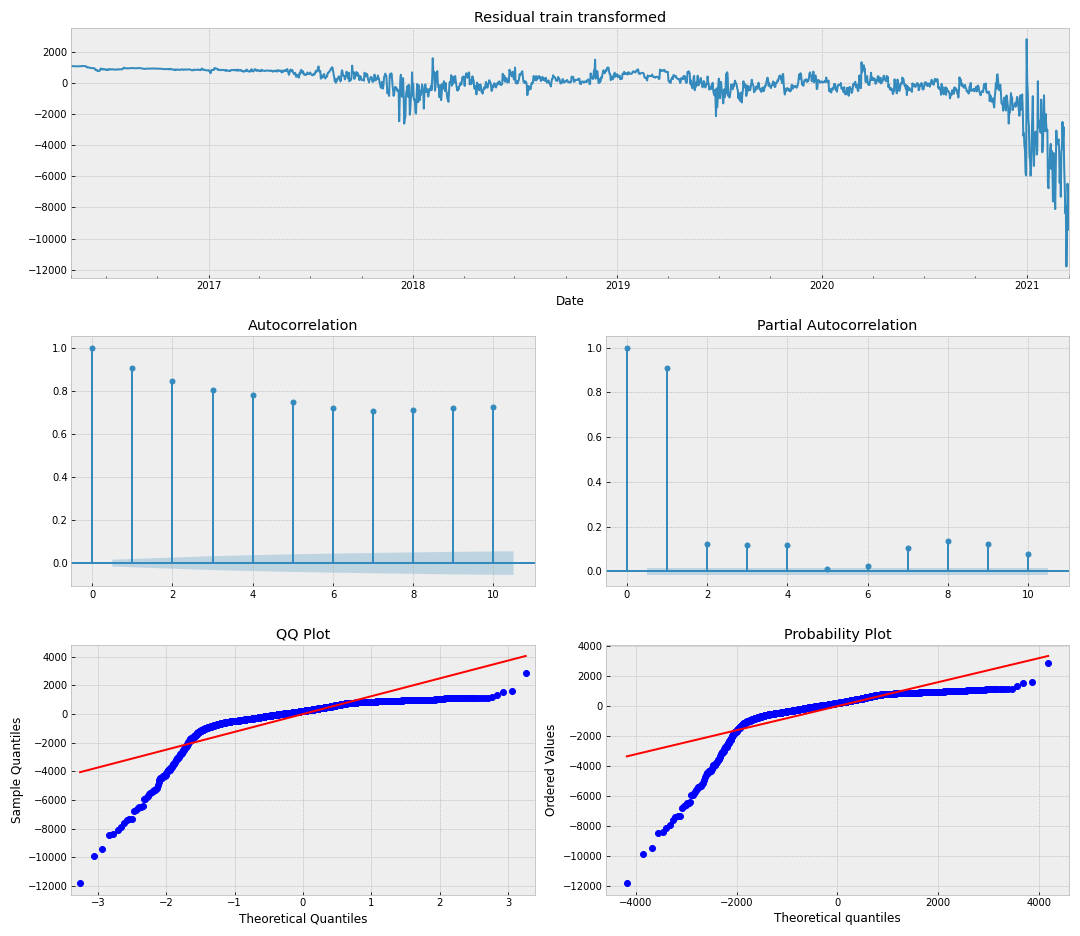 Residual train transformed
2000
0
−2000
−4000
−6000
−8000
−10000
−12000
2017 2018 2019 2020 2021
Date
Autocorrelation
1.0
0.8
0.6
0.4
0.2
0.0
0 2 4 6 8 10
Partial Autocorrelation
1.0
0.8
0.6
0.4
0.2
0.0
0 2 4 6 8 10
QQ Plot
Sample Quantiles
4000
2000
0
−2000
−4000
−6000
−8000
−10000
−12000
−3 −2 −1 0 1 2 3
Theoretical Quantiles
Probability Plot
Ordered Values
4000
2000
0
−2000
−4000
−6000
−8000
−10000
−12000
−4000 −2000 0 2000 4000
Theoretical quantiles